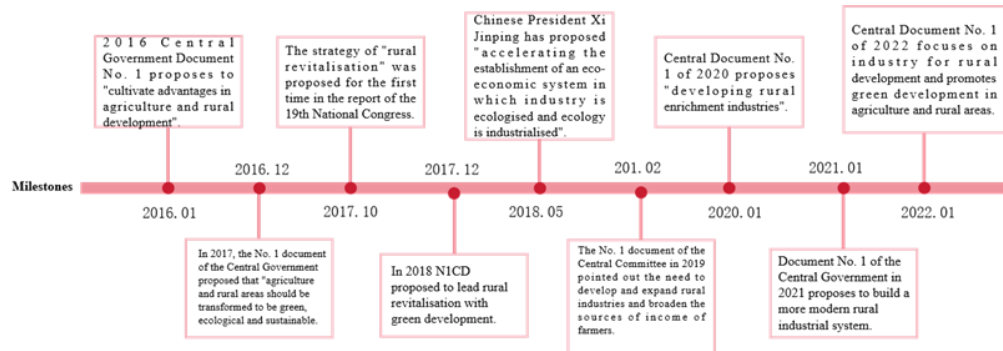 2016 Central
Government Document
No. 1 proposes to
"cultivate advantages in
agriculture and rural
development".
The strategy of "rural
revitalisation" was
proposed for the first
time in the report of the
19th National Congress.
Chinese President Xi
Jinping has proposed
"accelerating the
establishment of an eco-
economic system in
which industry is
ecologised and ecology
is industrialised".
Central Document No.
1 of 2020 proposes
"developing rural
enrichment industries".
Central Document No. 1
of 2022 focuses on
industry for rural
development and promotes
green development in
agriculture and rural areas.
2016.12
2017.12
201.02
2021.01
Milestones
2016.01
2017.10
2018.05
2020.01
2022.01
In 2017, the No. 1 document
of the Central Government
proposed that "agriculture
and rural areas should be
transformed to be green,
ecological and sustainable.
In 2018 N1CD
proposed to lead rural
revitalisation with
green development.
The No. 1 document of the
Central Committee in 2019
pointed out the need to
develop and expand rural
industries and broaden the
sources of income of
farmers.
Document No. 1 of the
Central Government in
2021 proposes to build a
more modern rural
industrial system.